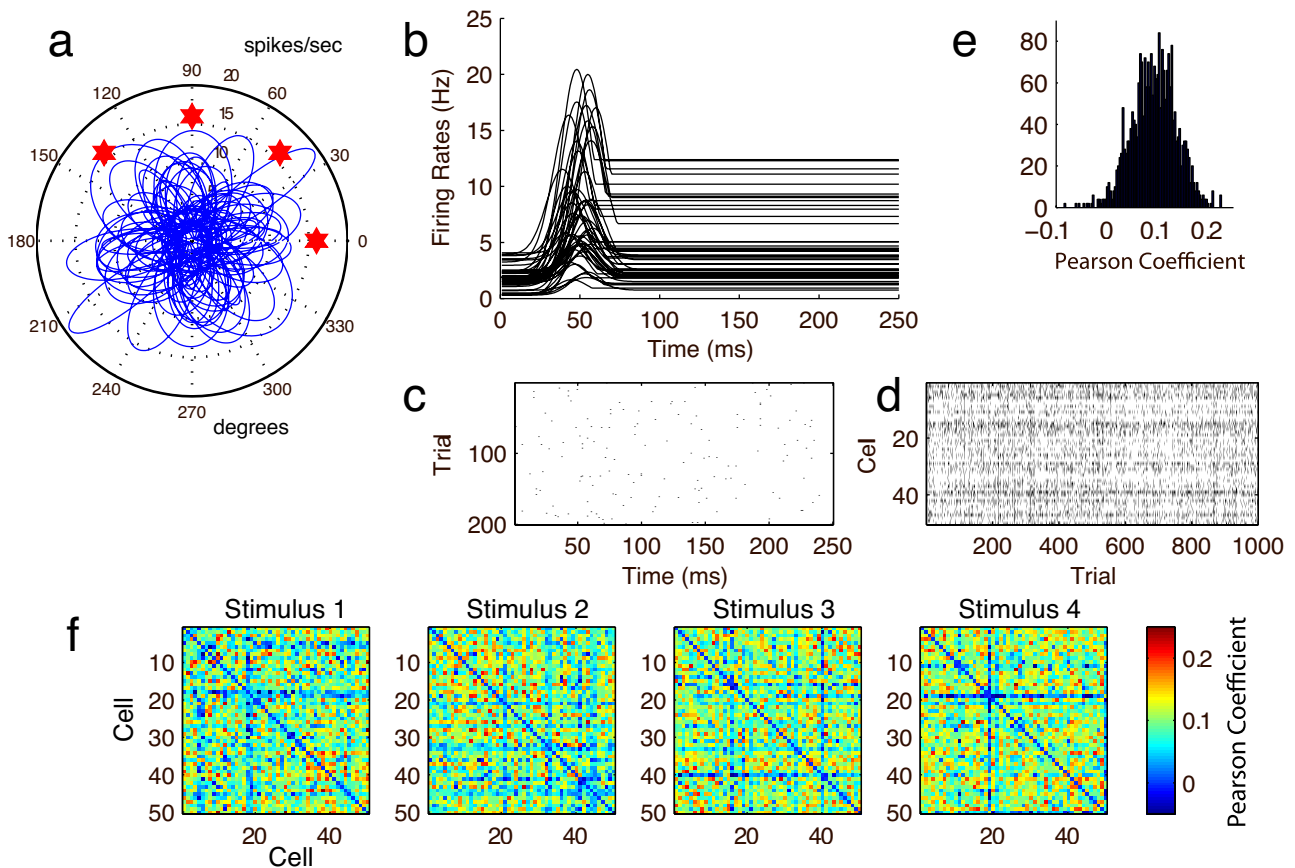 a
spikes/sec
90
20
120
60
15
10
150
30
180
0
210
330
240
300
270
degrees
b
Firing Rates (Hz)
25
20
15
10
5
0
0 50 100 150 200 250
Time (ms)
e
80
60
40
20
0
−0.1 0 0.1 0.2
Pearson Coefficient
c
Trial
100
200
50 100 150 200 250
Time (ms)
d
Cel
20
40
200 400 600 800 1000
Trial
f
Stimulus 1 Stimulus 2 Stimulus 3 Stimulus 4
Cell
10
20
30
40
50
20 40
Cell
10
20
30
40
50
20 40
10
20
30
40
50
20 40
10
20
30
40
50
20 40
0.2
0.1
0
Pearson Coefficient